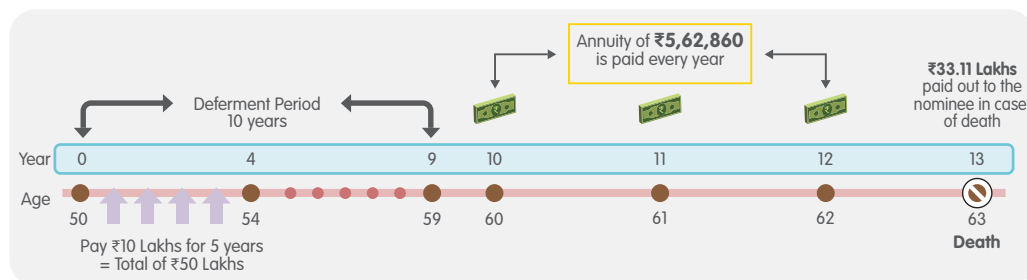 Annuity of ₹5,62,860
is paid every year
₹33.11 Lakhs
paid out to the
nominee in case
of death
Deferment Period
10 years
Year 0 4 9 10 11 12 13
Age
50 54 59 60 61 62 63
Pay ₹10 Lakhs for 5 years
= Total of ₹50 Lakhs
Death